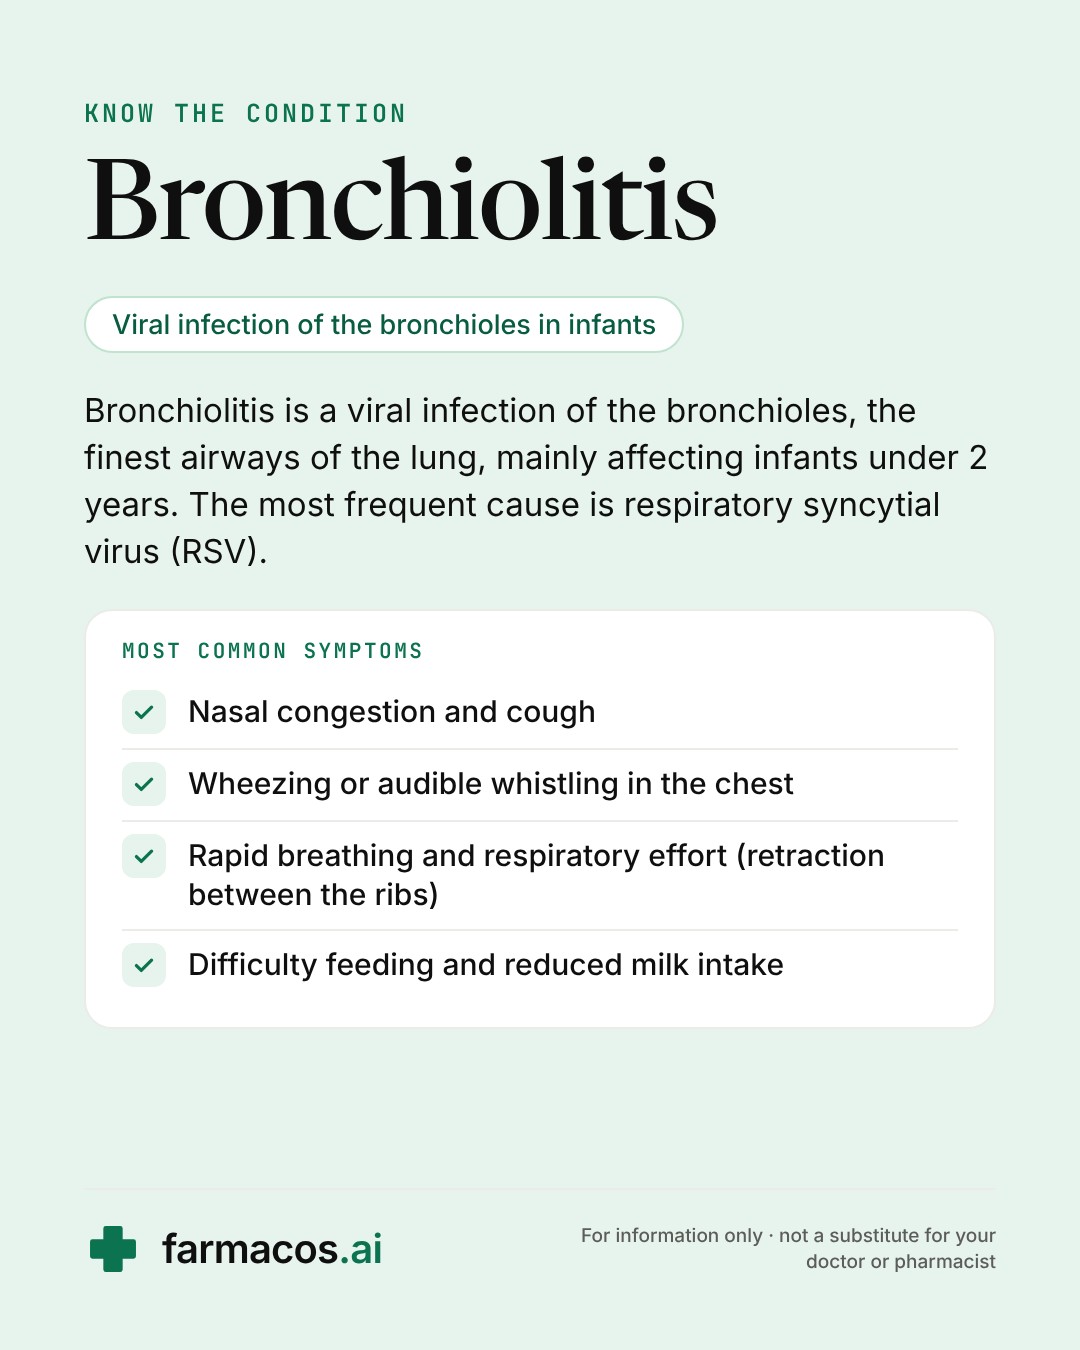 KNOW THE CONDITION
Bronchiolitis
Viral infection of the bronchioles in infants
Bronchiolitis is a viral infection of the bronchioles, the
finest airways of the lung, mainly affecting infants under 2
years. The most frequent cause is respiratory syncytial
virus (RSV).
MOST COMMON SYMPTOMS
Nasal congestion and cough
Wheezing or audible whistling in the chest
Rapid breathing and respiratory effort (retraction
between the ribs)
Difficulty feeding and reduced milk intake
farmacos.ai
For information only · not a substitute for your
doctor or pharmacist